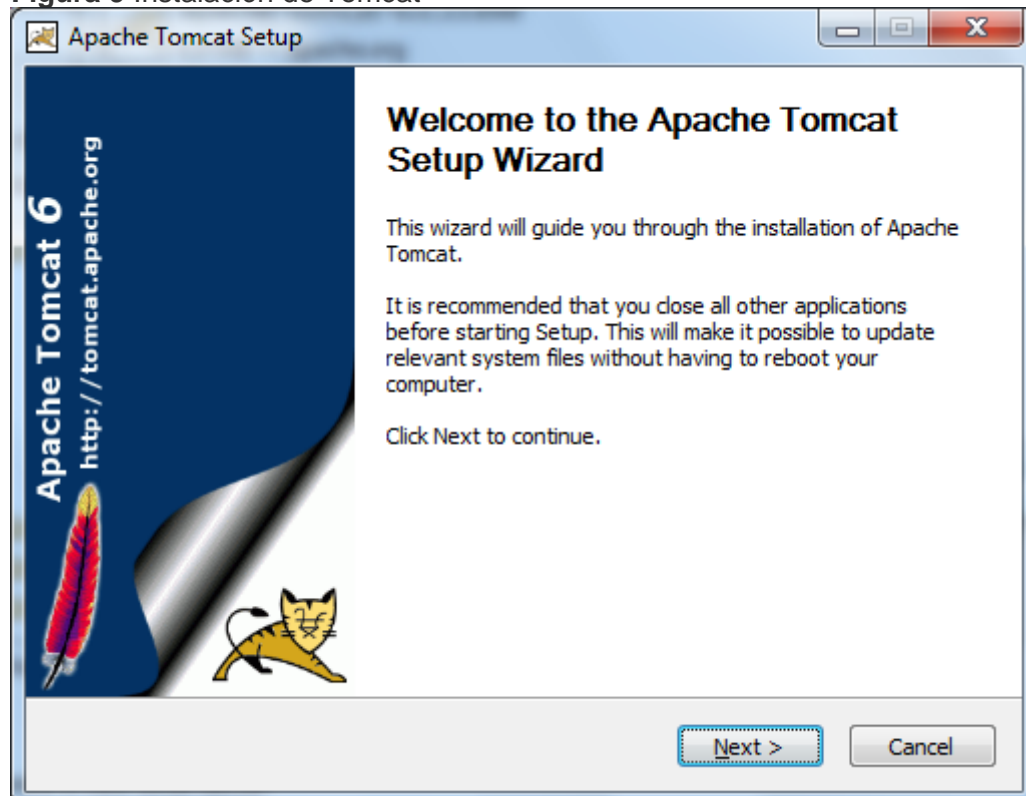 Apache Tomcat Setup
Apache Tomcat 6
http://tomcat.apache.org
Welcome to the Apache Tomcat
Setup Wizard
This wizard will guide you through the installation of Apache
Tomcat.
It is recommended that you close all other applications
before starting Setup. This will make it possible to update
relevant system files without having to reboot your
computer.
Click Next to continue.
Next >
Cancel